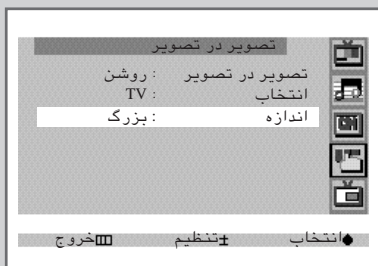 تصویر در تصویر
تصویر در تصویر : روشن
انتخاب : TV
اندازه : بزرگ
انتخاب تنظیم خروج